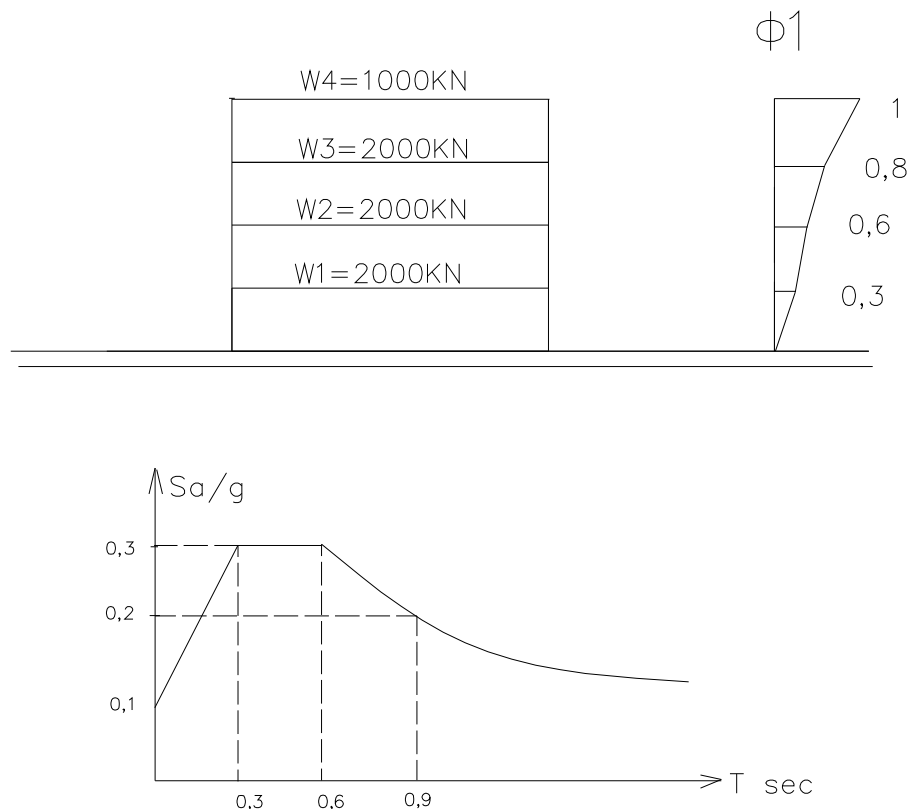 Φ1
W4=1000KN
1
W3=2000KN
0,8
W2=2000KN
0,6
W1=2000KN
0,3
Sa/g
0,3
0,2
0,1
0,3
0,6
0,9
T sec